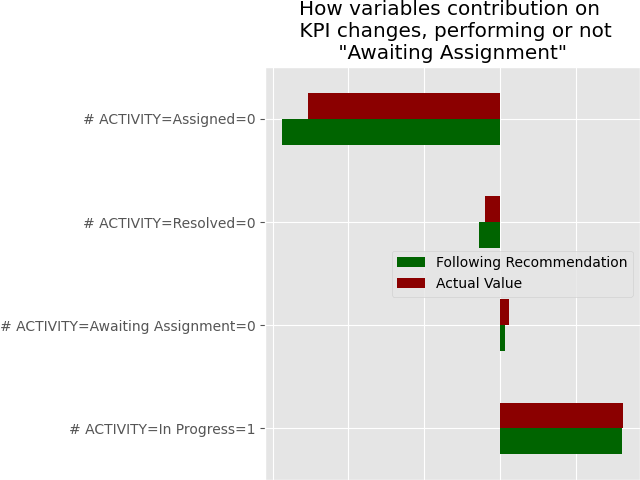 How variables contribution on
KPI changes, performing or not
"Awaiting Assignment"
# ACTIVITY=Assigned=0
# ACTIVITY=Resolved=0
Following Recommendation
Actual Value
# ACTIVITY=Awaiting Assignment=0
# ACTIVITY=In Progress=1